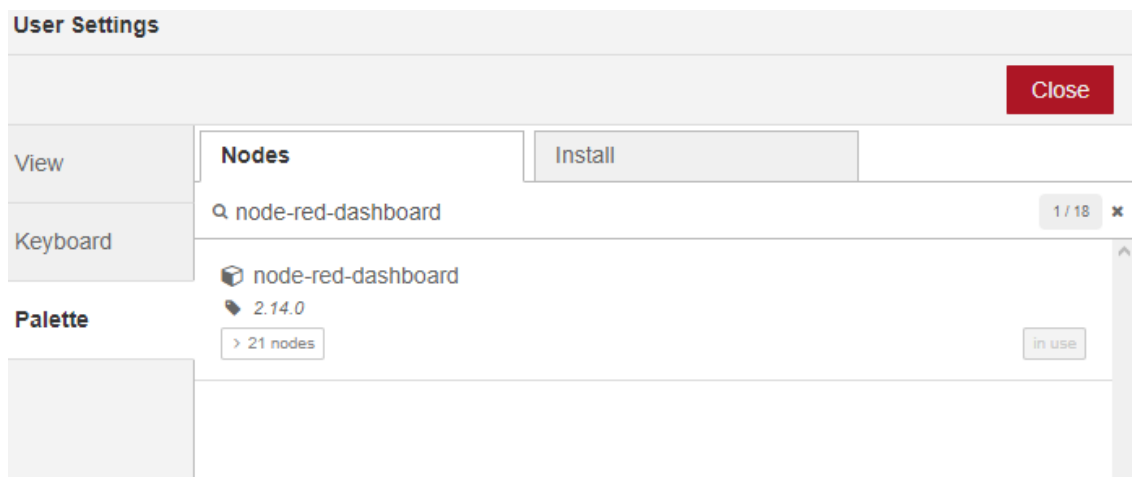 User Settings
Close
View
Nodes
Install
node-red-dashboard
1 / 18
Keyboard
node-red-dashboard
2.14.0
Palette
> 21 nodes
in use